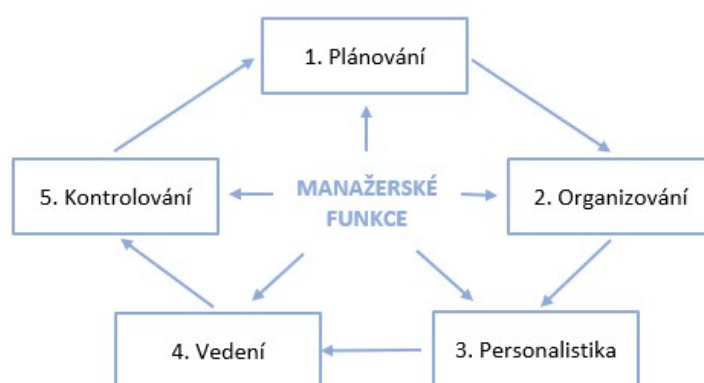 1. Plánování
5. Kontrolování
MANAŽERSKÉ
FUNKCE
2. Organizování
4. Vedení
3. Personalistika